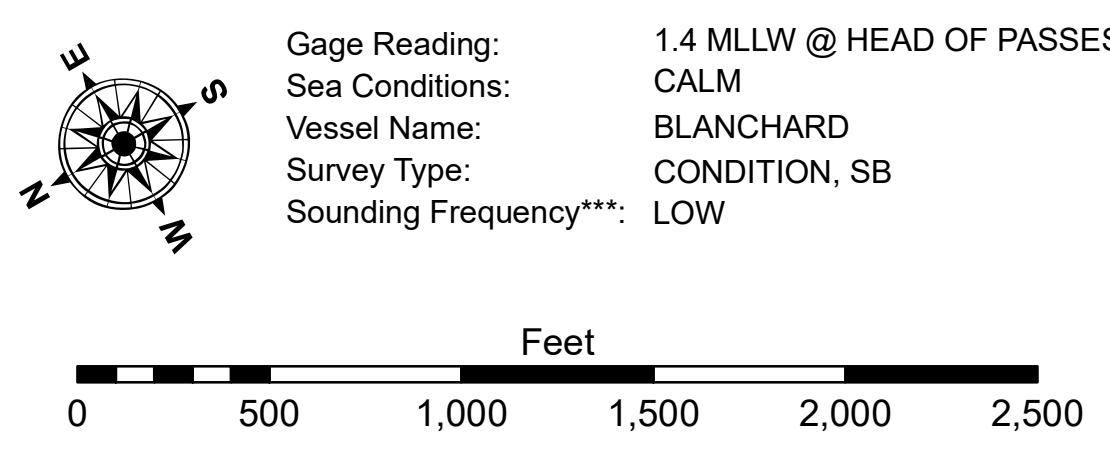 E
S
N
W
Gage Reading: 1.4 MLLW @ HEAD OF PASSES
Sea Conditions: CALM
Vessel Name: BLANCHARD
Survey Type: CONDITION, SB
Sounding Frequency***: LOW
Feet
0 500 1,000 1,500 2,000 2,500